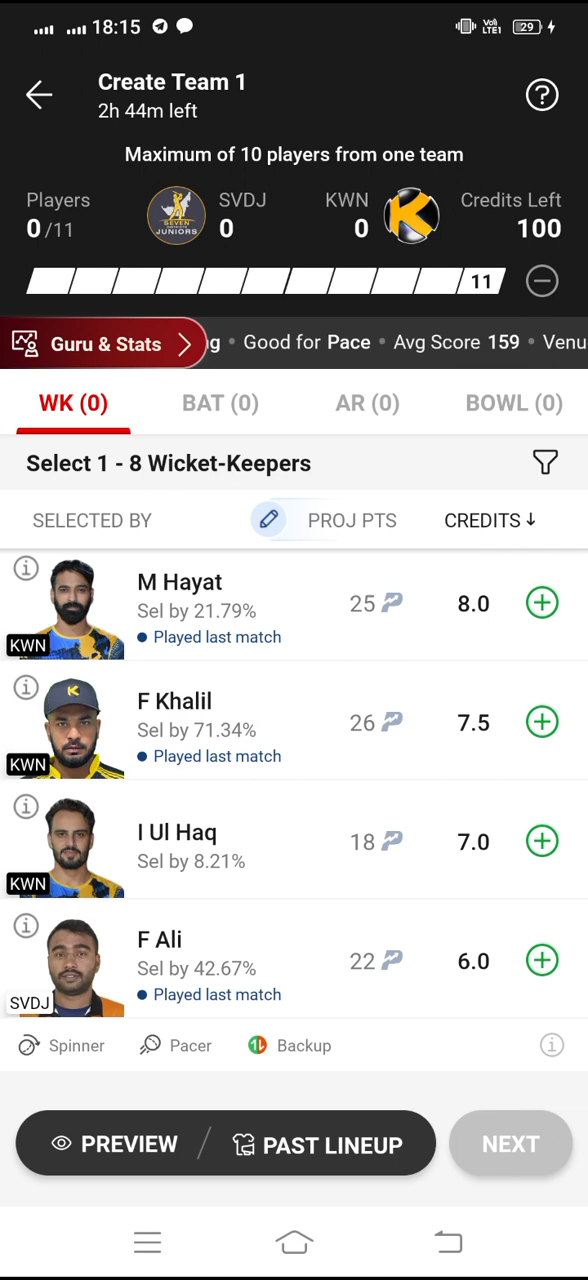 18:15
VoD LTE1 29
Create Team 1
2h 44m left
Maximum of 10 players from one team
Players
0 /11
SEVEN
JUNIORS
SVDJ
0
KWN
0
K
Credits Left
100
11
Guru & Stats
g • Good for Pace • Avg Score 159 • Venu
WK (0) BAT (0) AR (0) BOWL (0)
Select 1 - 8 Wicket-Keepers
SELECTED BY PROJ PTS CREDITS ↓
M Hayat
Sel by 21.79%
• Played last match
KWN
25 8.0
F Khalil
Sel by 71.34%
• Played last match
KWN
26 7.5
I Ul Haq
Sel by 8.21%
KWN
18 7.0
F Ali
Sel by 42.67%
• Played last match
SVDJ
22 6.0
Spinner Pacer Backup
PREVIEW / PAST LINEUP NEXT